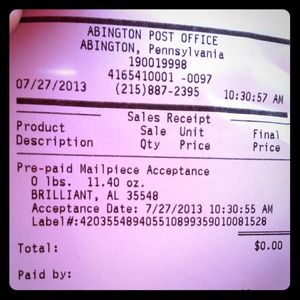 ABINGTON POST OFFICE
ABINGTON, Pennsylvania
190019998
4165410001 -0097
07/27/2013 (215)887-2395 10:30:57 AM
Sales Receipt
Product Sale Unit Final
Description Qty Price Price
Pre-paid Mailpiece Acceptance
0 lbs. 11.40 oz.
BRILLIANT, AL 35548
Acceptance Date: 7/27/2013 10:30:55 AM
Label#:420355489405510899359010081528
Total: $0.00
Paid by: